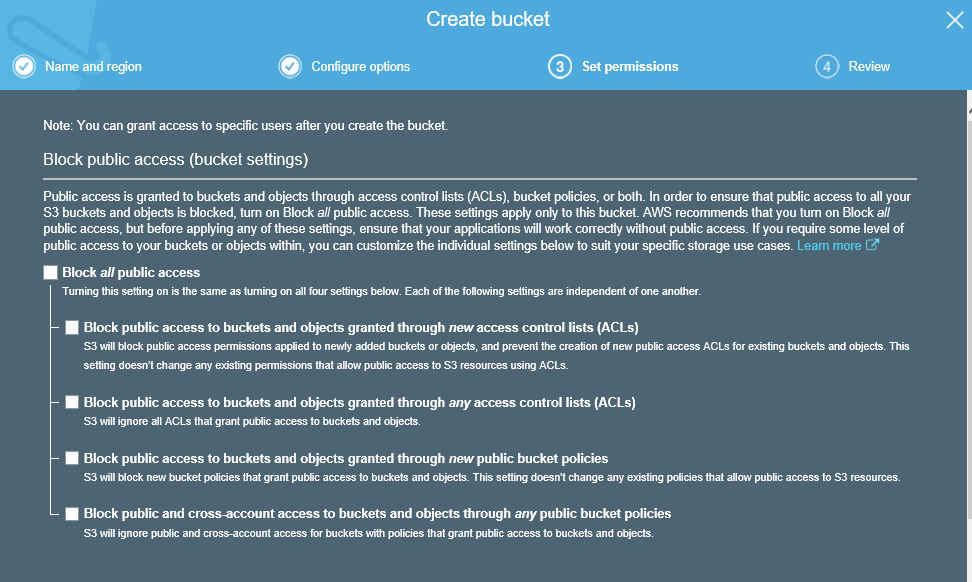 Create bucket
Name and region
Configure options
3 Set permissions
4 Review
Note: You can grant access to specific users after you create the bucket.
Block public access (bucket settings)
Public access is granted to buckets and objects through access control lists (ACLs), bucket policies, or both. In order to ensure that public access to all your
S3 buckets and objects is blocked, turn on Block all public access. These settings apply only to this bucket. AWS recommends that you turn on Block all
public access, but before applying any of these settings, ensure that your applications will work correctly without public access. If you require some level of
public access to your buckets or objects within, you can customize the individual settings below to suit your specific storage use cases. Learn more
Block all public access
Turning this setting on is the same as turning on all four settings below. Each of the following settings are independent of one another.
Block public access to buckets and objects granted through new access control lists (ACLs)
S3 will block public access permissions applied to newly added buckets or objects, and prevent the creation of new public access ACLs for existing buckets and objects. This
setting doesn't change any existing permissions that allow public access to S3 resources using ACLs.
Block public access to buckets and objects granted through any access control lists (ACLs)
S3 will ignore all ACLs that grant public access to buckets and objects.
Block public access to buckets and objects granted through new public bucket policies
S3 will block new bucket policies that grant public access to buckets and objects. This setting doesn't change any existing policies that allow public access to S3 resources.
Block public and cross-account access to buckets and objects through any public bucket policies
S3 will ignore public and cross-account access for buckets with policies that grant public access to buckets and objects.